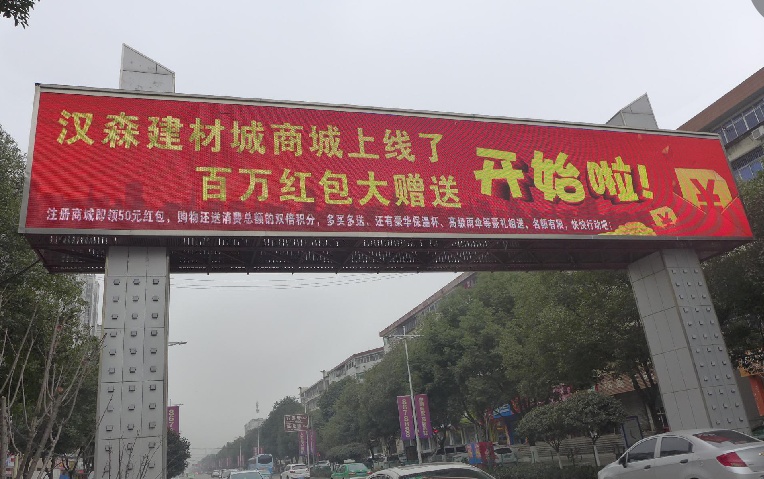 汉森建材城商城上线了
百万红包大赠送
开始啦!
注册商城即领50元红包，购物还送消费总额的双倍积分，多买多送、还有豪华保温杯、高级雨伞等豪礼相送，名额有限，快快行动吧!
¥
¥